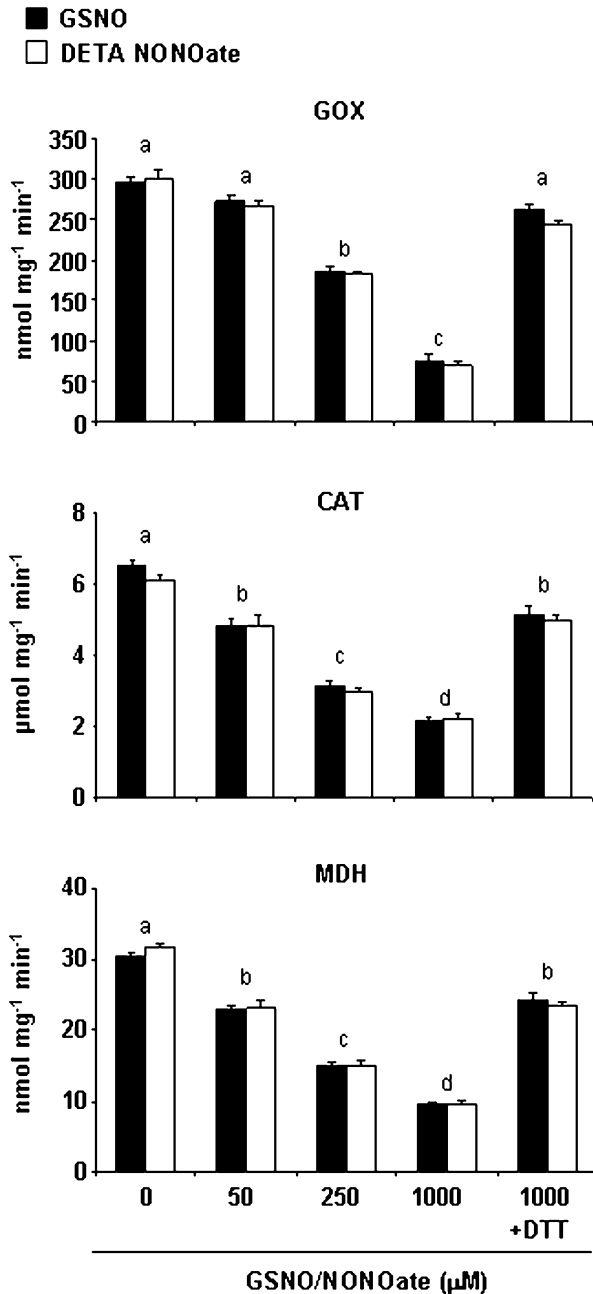 GSNO
DETA NONOate
GOX
nmol mg⁻¹ min⁻¹
350
300
250
200
150
100
50
0
a
a
b
c
a
CAT
µmol mg⁻¹ min⁻¹
8
6
4
2
0
a
b
c
d
b
MDH
nmol mg⁻¹ min⁻¹
40
30
20
10
0
a
b
c
d
b
0 50 250 1000 1000
+DTT
GSNO/NONOate (µM)